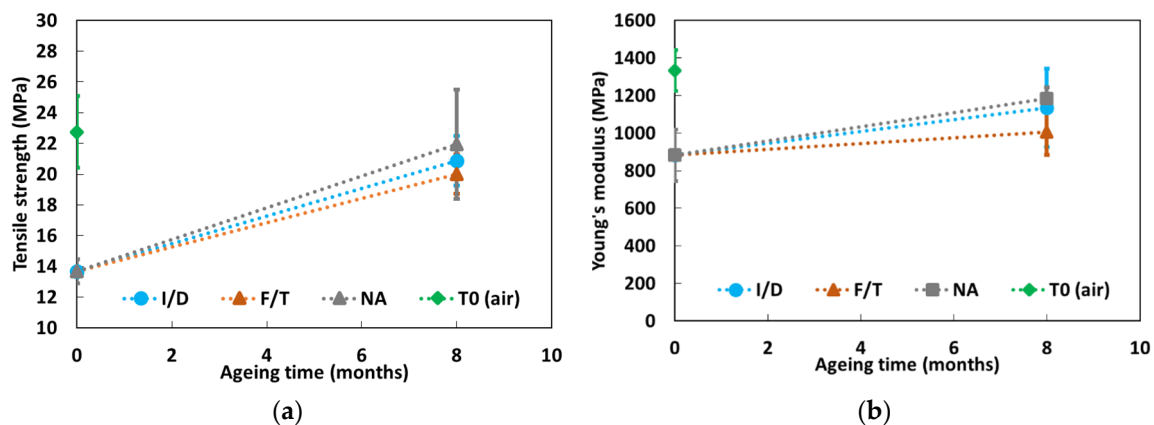 Tensile strength (MPa)
30
28
26
24
22
20
18
16
14
12
10
I/D F/T NA T0 (air)
0 2 4 6 8 10
Ageing time (months)
(a)
Young's modulus (MPa)
1600
1400
1200
1000
800
600
400
200
0
I/D F/T NA T0 (air)
0 2 4 6 8 10
Ageing time (months)
(b)